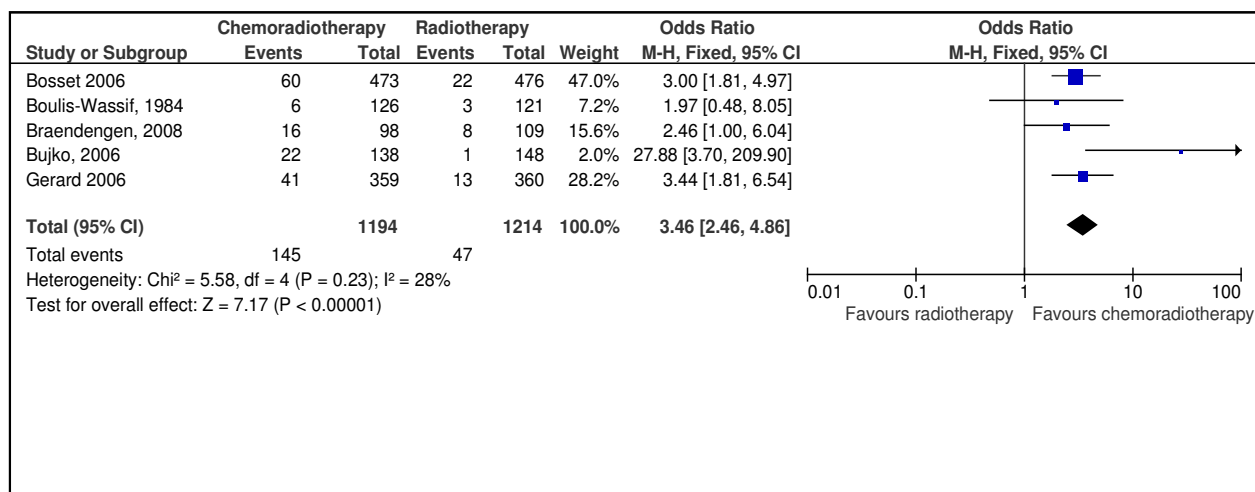 Chemoradiotherapy Radiotherapy Odds Ratio Odds Ratio
Study or Subgroup Events Total Events Total Weight M-H, Fixed, 95% CI M-H, Fixed, 95% CI
Bosset 2006 60 473 22 476 47.0% 3.00 [1.81, 4.97]
Boulis-Wassif, 1984 6 126 3 121 7.2% 1.97 [0.48, 8.05]
Braendengen, 2008 16 98 8 109 15.6% 2.46 [1.00, 6.04]
Bujko, 2006 22 138 1 148 2.0% 27.88 [3.70, 209.90]
Gerard 2006 41 359 13 360 28.2% 3.44 [1.81, 6.54]
Total (95% CI) 1194 1214 100.0% 3.46 [2.46, 4.86]
Total events 145 47
Heterogeneity: Chi² = 5.58, df = 4 (P = 0.23); I² = 28%
Test for overall effect: Z = 7.17 (P < 0.00001)
0.01 0.1 1 10 100
Favours radiotherapy Favours chemoradiotherapy